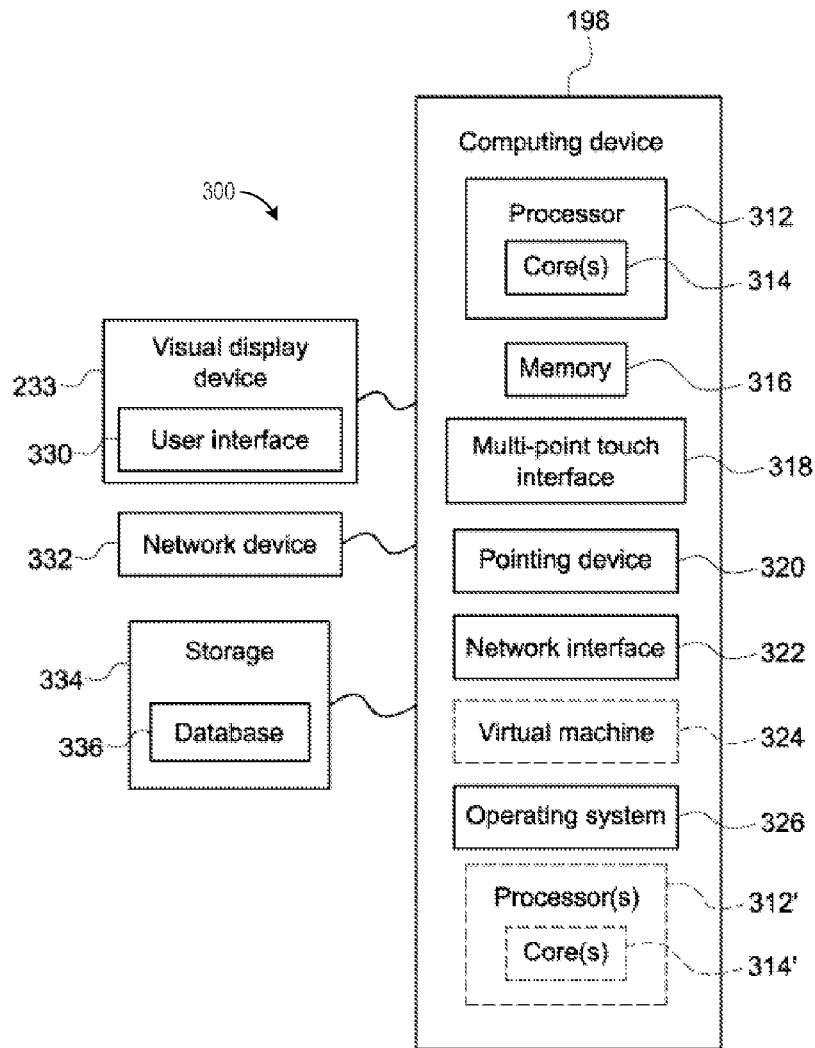 198
Computing device
300
Processor
312
Core(s)
314
Visual display
device
233
Memory
316
User interface
330
Multi-point touch
interface
318
Network device
332
Pointing device
320
Storage
334
Network interface
322
Database
336
Virtual machine
324
Operating system
326
Processor(s)
312'
Core(s)
314'